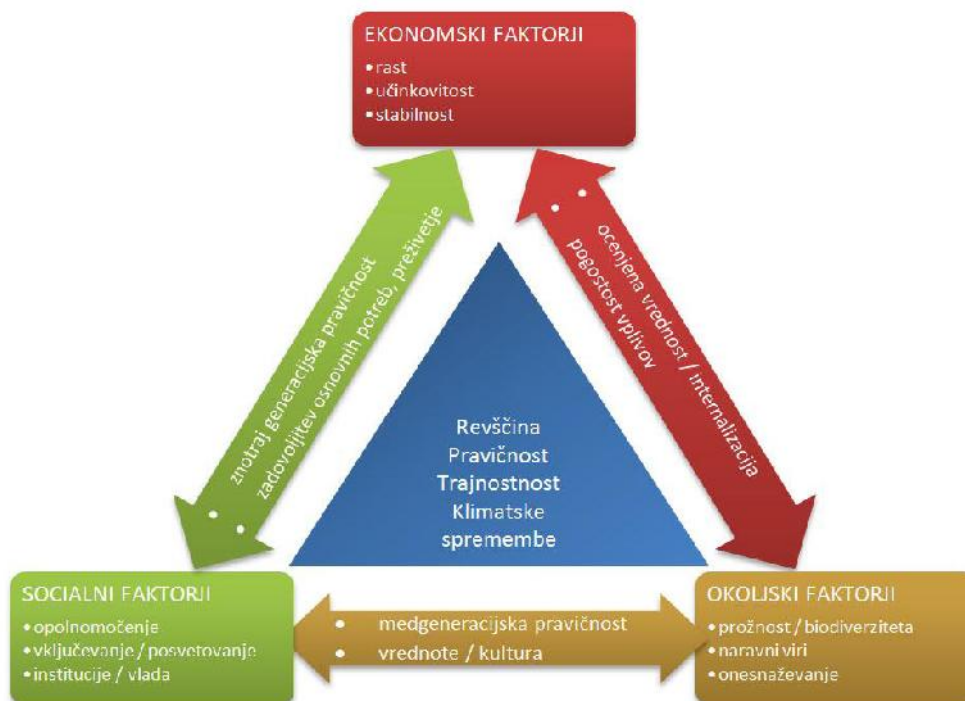 EKONOMSKI FAKTORJI
• rast
• učinkovitost
• stabilnost
• znotraj generacijska pravičnost
• zadovoljitev osnovnih potreb, preživetje
• ocenjena vrednost / internalizacija
• pogostost vplivov
Revščina
Pravičnost
Trajnostnost
Klimatske
spremembe
SOCIALNI FAKTORJI
• opolnomočenje
• vključevanje / posvetovanje
• institucije / vlada
• medgeneracijska pravičnost
• vrednote / kultura
OKOLJSKI FAKTORJI
• prožnost / biodiverziteta
• naravni viri
• onesnaževanje